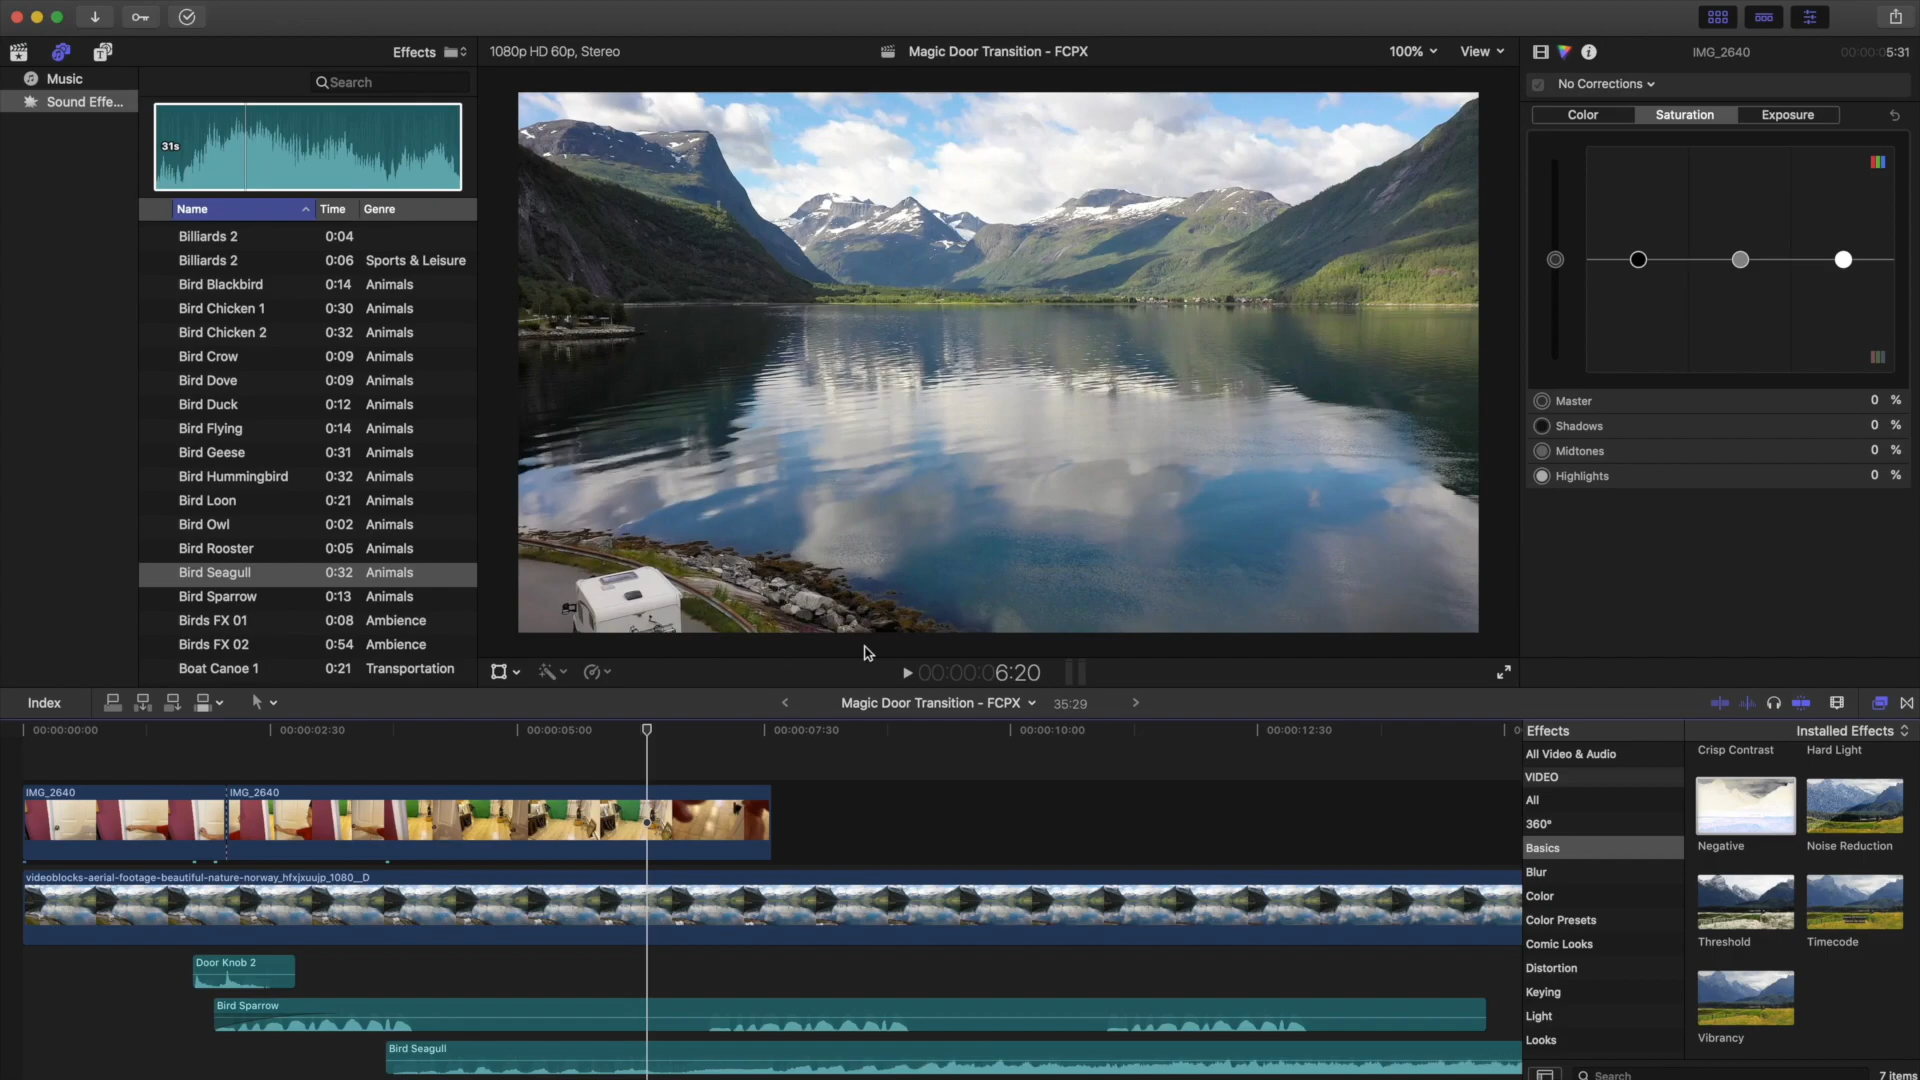 Effects
1080p HD 60p, Stereo
Magic Door Transition - FCPX
100%
View
IMG_2640
00:00:05:31
Music
Sound Effe...
Search
No Corrections
Color
Saturation
Exposure
31s
Name Time Genre
Billiards 2 0:04
Billiards 2 0:06 Sports & Leisure
Bird Blackbird 0:14 Animals
Bird Chicken 1 0:30 Animals
Bird Chicken 2 0:32 Animals
Bird Crow 0:09 Animals
Bird Dove 0:09 Animals
Bird Duck 0:12 Animals
Bird Flying 0:14 Animals
Bird Geese 0:31 Animals
Bird Hummingbird 0:32 Animals
Bird Loon 0:21 Animals
Bird Owl 0:02 Animals
Bird Rooster 0:05 Animals
Bird Seagull 0:32 Animals
Bird Sparrow 0:13 Animals
Birds FX 01 0:08 Ambience
Birds FX 02 0:54 Ambience
Boat Canoe 1 0:21 Transportation
Master 0 %
Shadows 0 %
Midtones 0 %
Highlights 0 %
00:00:06:20
Index
Magic Door Transition - FCPX
35:29
00:00:00:00
00:00:02:30
00:00:05:00
00:00:07:30
00:00:10:00
00:00:12:30
IMG_2640
IMG_2640
videoblocks-aerial-footage-beautiful-nature-norway_hfxjxuujp_1080__D
Door Knob 2
Bird Sparrow
Bird Seagull
Effects
Installed Effects
All Video & Audio
VIDEO
All
360°
Basics
Blur
Color
Color Presets
Comic Looks
Distortion
Keying
Light
Looks
Crisp Contrast
Hard Light
Negative
Noise Reduction
Threshold
Timecode
Vibrancy
Search
7 items